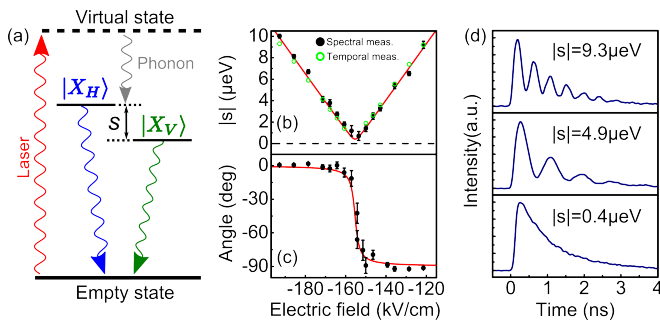 (a)
Virtual state
Phonon
|X_H⟩
S
|X_V⟩
Laser
Empty state
10
8
6
4
2
0
|s| (μeV)
Spectral meas.
Temporal meas.
(b)
0
-30
-60
-90
Angle (deg)
(c)
-180 -160 -140 -120
Electric field (kV/cm)
(d)
|s|=9.3μeV
|s|=4.9μeV
|s|=0.4μeV
Intensity(a.u.)
0 1 2 3 4
Time (ns)